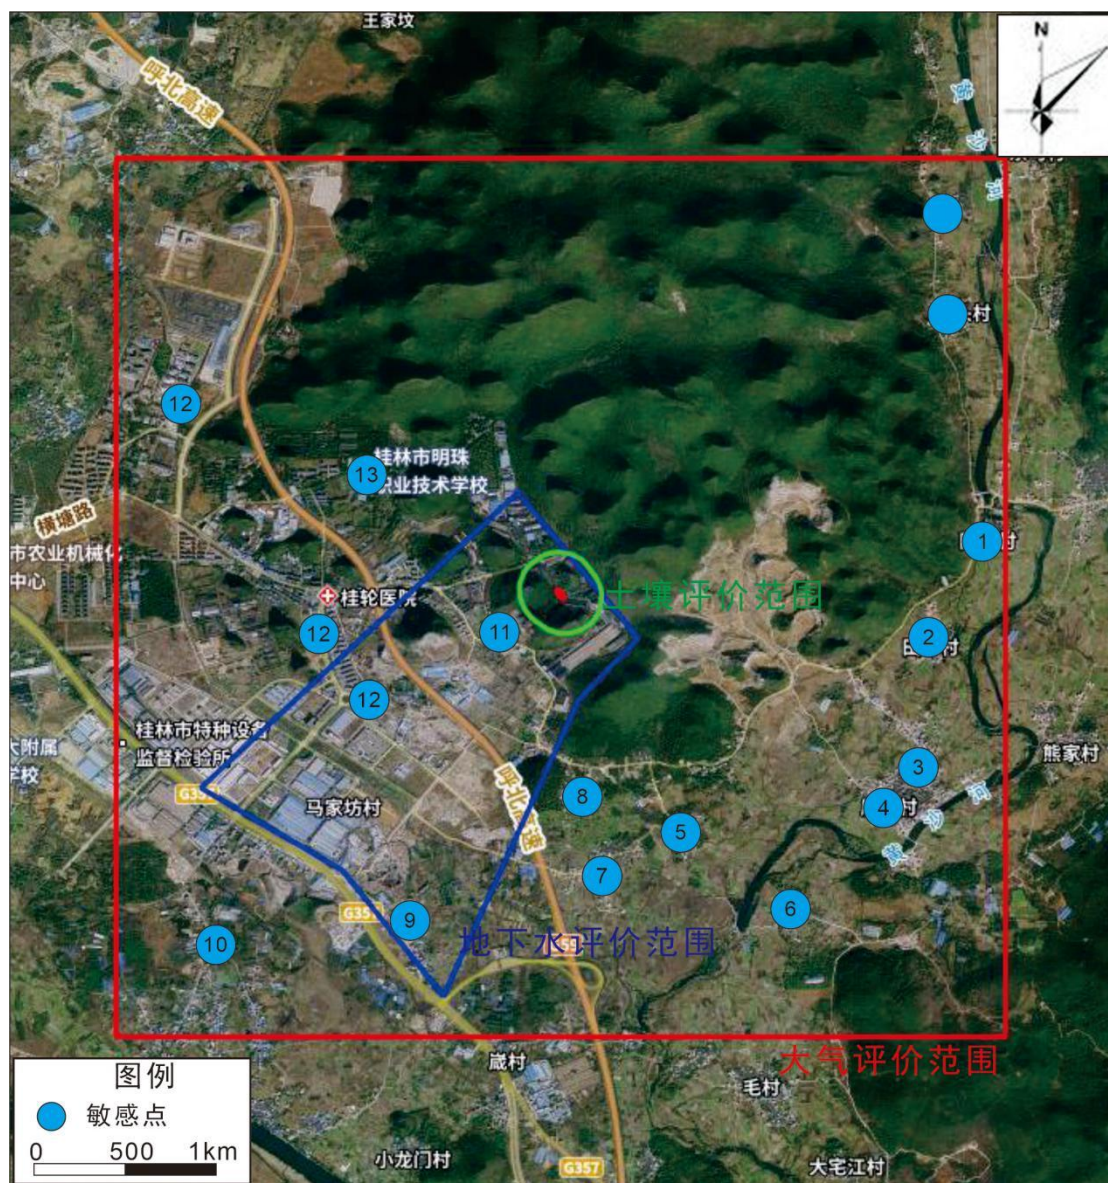 王家坟
N
呼北高速
黄沙河
12
13
桂林市明珠
职业技术学校
横塘路
市农业机械化
中心
1
土壤评价范围
桂轮医院
11
12
2
12
桂林市特种设备
监督检验所
大附属
学校
熊家村
3
G357
马家坊村
8
4
呼北高速
5
黄沙河
7
6
9
G357
10
地下水评价范围
大气评价范围
图例
敏感点
0 500 1km
崴村
毛村
小龙门村
G357
大宅江村